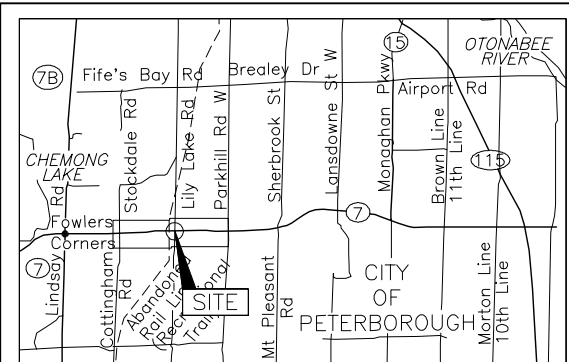 15
OTONABEE
RIVER
7B
Fife's Bay Rd
Brealey Dr
Airport Rd
Stockdale Rd
Lily Lake Rd
Parkhill Rd W
Sherbrook St
Lansdowne St W
Monaghan Pkwy
Brown Line
11th Line
115
CHEMONG
LAKE
Fowlers
Corners
7
7
Lindsay Rd
Cottingham
Rd
Abandoned
Rail Line
Recreational
Trail
SITE
Mt Pleasant
Rd
CITY
OF
PETERBOROUGH
Morton Line
10th Line